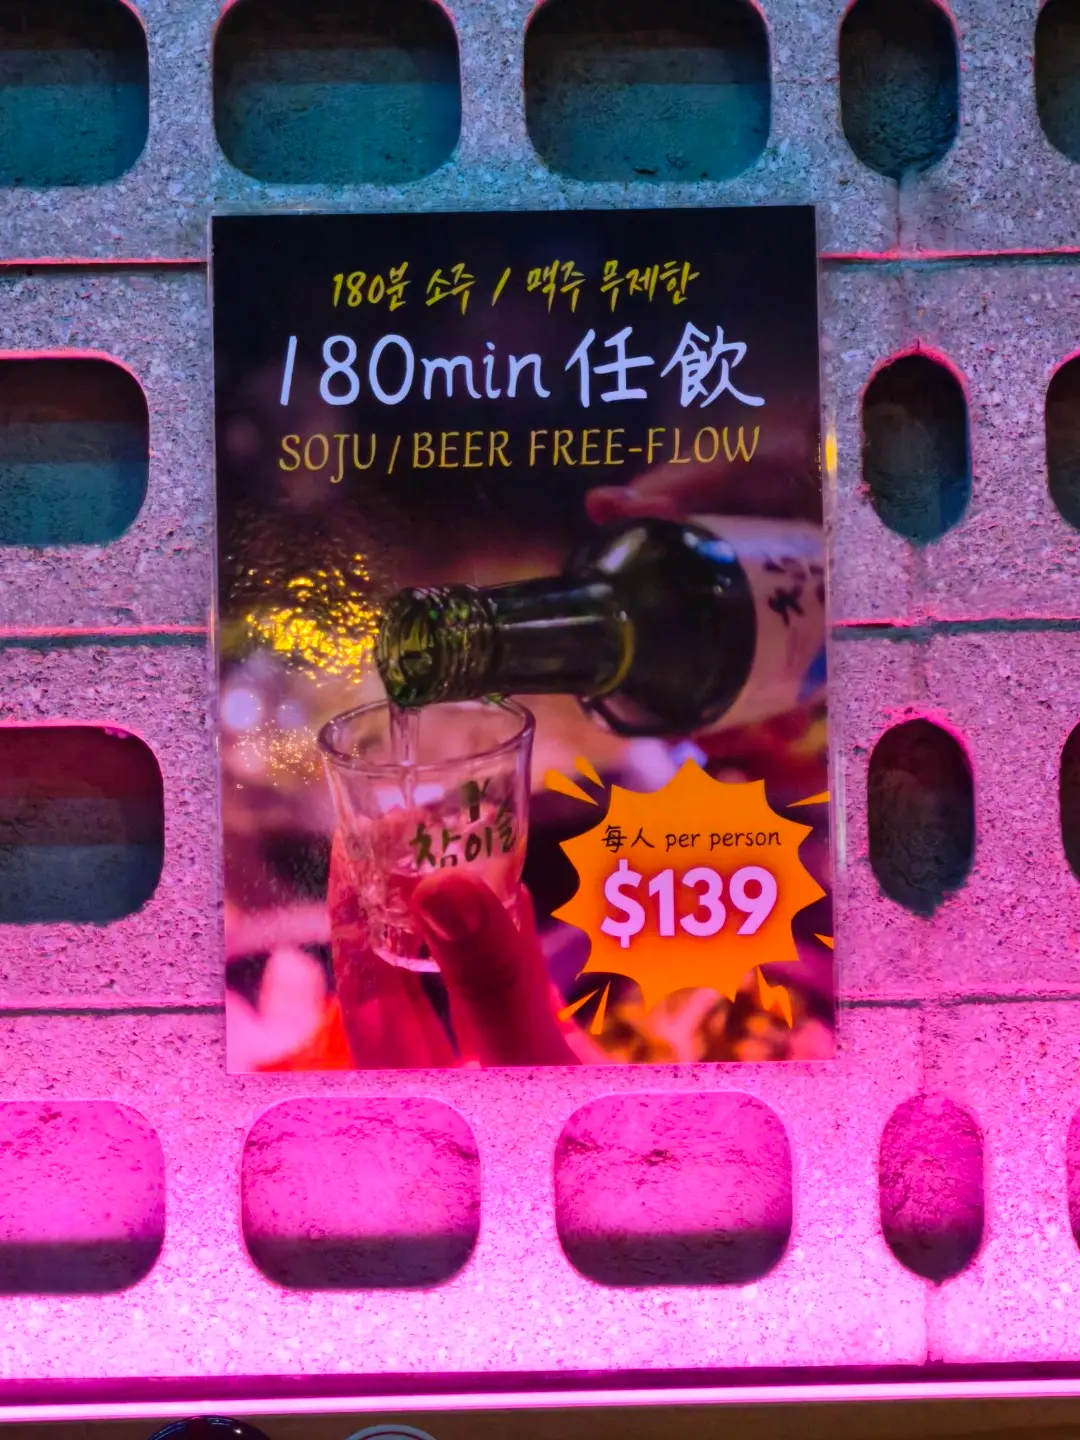 180분 소주 / 맥주 무제한
180min 任飲
SOJU / BEER FREE-FLOW
참이슬
每人 per person
$139